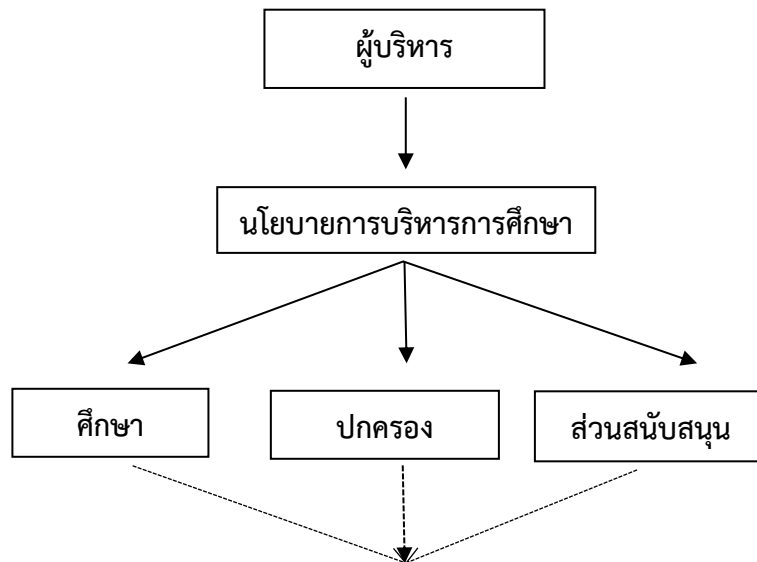 ผู้บริหาร
นโยบายการบริหารการศึกษา
ศึกษา
ปกครอง
ส่วนสนับสนุน